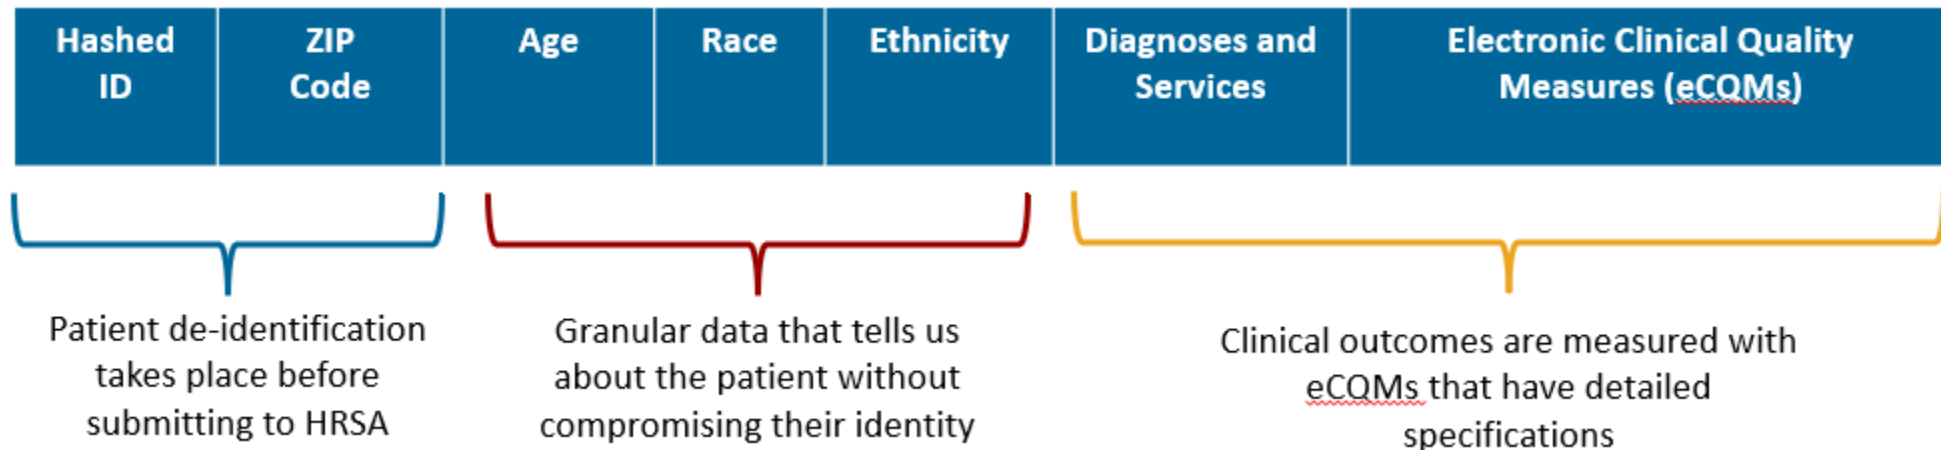 Hashed
ID
ZIP
Code
Age
Race
Ethnicity
Diagnoses and
Services
Electronic Clinical Quality
Measures (eCQMs)
Patient de-identification
takes place before
submitting to HRSA
Granular data that tells us
about the patient without
compromising their identity
Clinical outcomes are measured with
eCQMs that have detailed
specifications